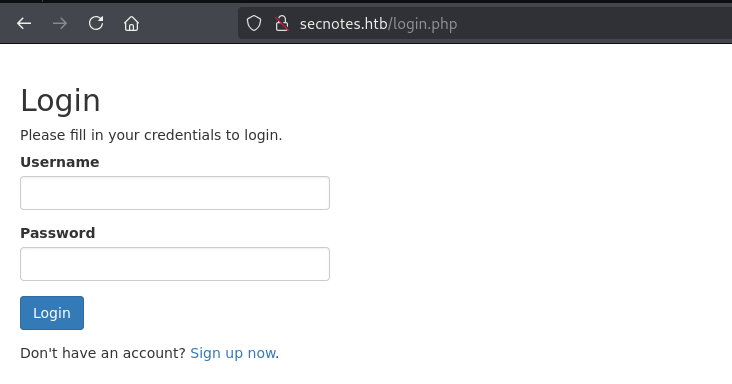 secnotes.htb/login.php
Login
Please fill in your credentials to login.
Username
Password
Login
Don't have an account? Sign up now.